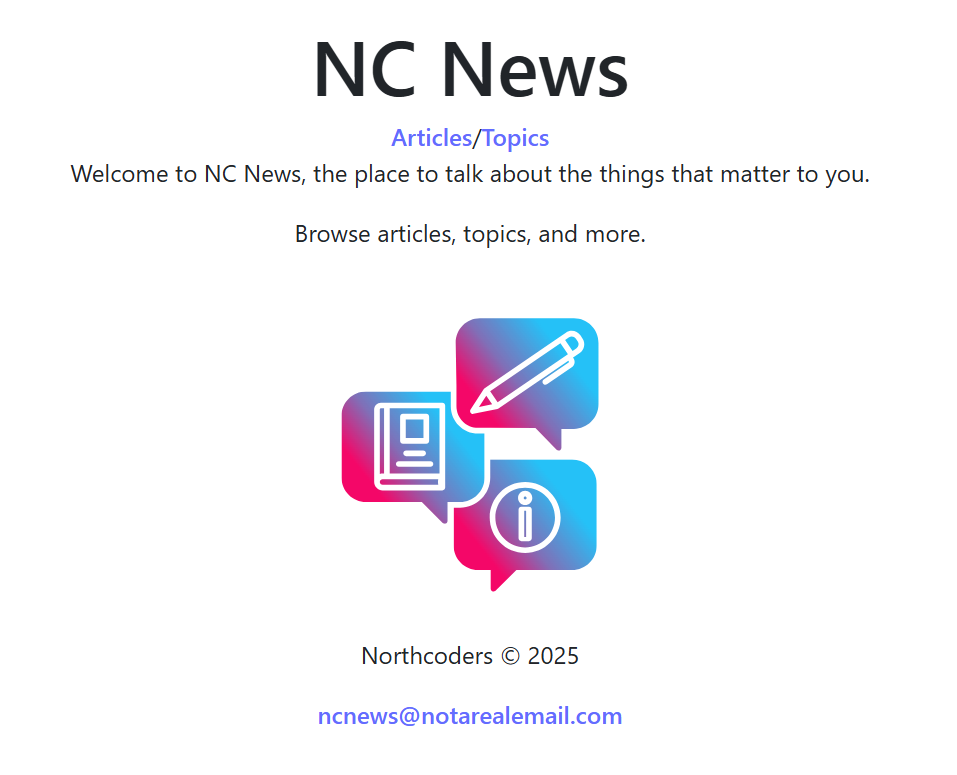 NC News
Articles/Topics
Welcome to NC News, the place to talk about the things that matter to you.
Browse articles, topics, and more.
Northcoders © 2025
ncnews@notarealemail.com